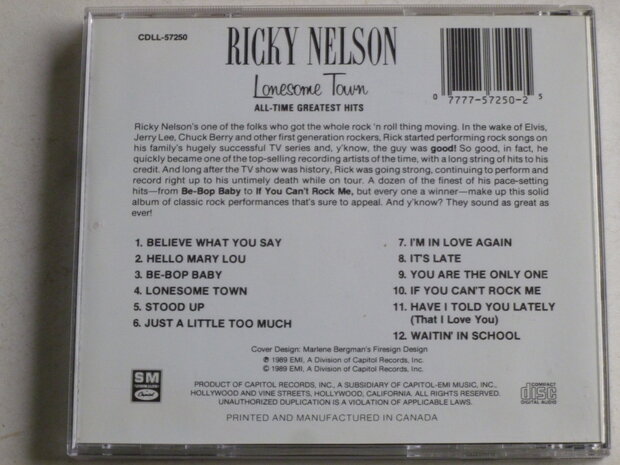 CDLL-57250
RICKY NELSON
Lonesome Town
ALL-TIME GREATEST HITS
0 7777-57250-2 5
Ricky Nelson's one of the folks who got the whole rock 'n roll thing moving. In the wake of Elvis,
Jerry Lee, Chuck Berry and other first generation rockers, Rick started performing rock songs on
his family's hugely successful TV series and, y'know, the guy was good! So good, in fact, he
quickly became one of the top-selling recording artists of the time, with a long string of hits to his
credit. And long after the TV show was history, Rick was going strong, continuing to perform and
record right up to his untimely death while on tour. A dozen of the finest of his pace-setting
hits—from Be-Bop Baby to If You Can't Rock Me, but every one a winner—make up this solid
album of classic rock performances that's sure to appeal. And y'know? They sound as great as
ever!
1. BELIEVE WHAT YOU SAY
2. HELLO MARY LOU
3. BE-BOP BABY
4. LONESOME TOWN
5. STOOD UP
6. JUST A LITTLE TOO MUCH
7. I'M IN LOVE AGAIN
8. IT'S LATE
9. YOU ARE THE ONLY ONE
10. IF YOU CAN'T ROCK ME
11. HAVE I TOLD YOU LATELY
(That I Love You)
12. WAITIN' IN SCHOOL
Cover Design: Marlene Bergman's Firesign Design
℗ 1989 EMI, A Division of Capitol Records, Inc.
© 1989 EMI, A Division of Capitol Records, Inc.
SM
Capitol
PRODUCT OF CAPITOL RECORDS, INC., A SUBSIDIARY OF CAPITOL-EMI MUSIC, INC.,
HOLLYWOOD AND VINE STREETS, HOLLYWOOD, CALIFORNIA. ALL RIGHTS RESERVED.
UNAUTHORIZED DUPLICATION IS A VIOLATION OF APPLICABLE LAWS.
COMPACT
disc
DIGITAL AUDIO
PRINTED AND MANUFACTURED IN CANADA